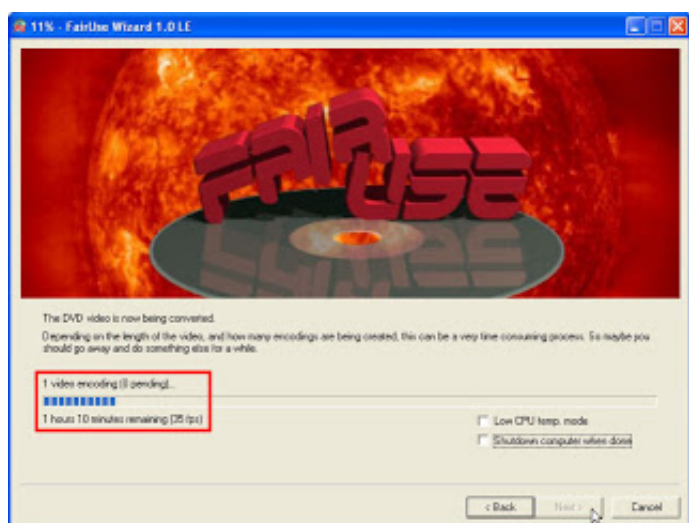 11% - FairUse Wizard 1.0 LE
FAIR
USE
The DVD video is now being converted.
Depending on the length of the video, and how many encodings are being created, this can be a very time consuming process. So maybe you
should go away and do something else for a while.
1 video encoding (0 pending)...
1 hours 10 minutes remaining (35 fps)
Low CPU temp. mode
Shutdown computer when done
< Back
Next >
Cancel